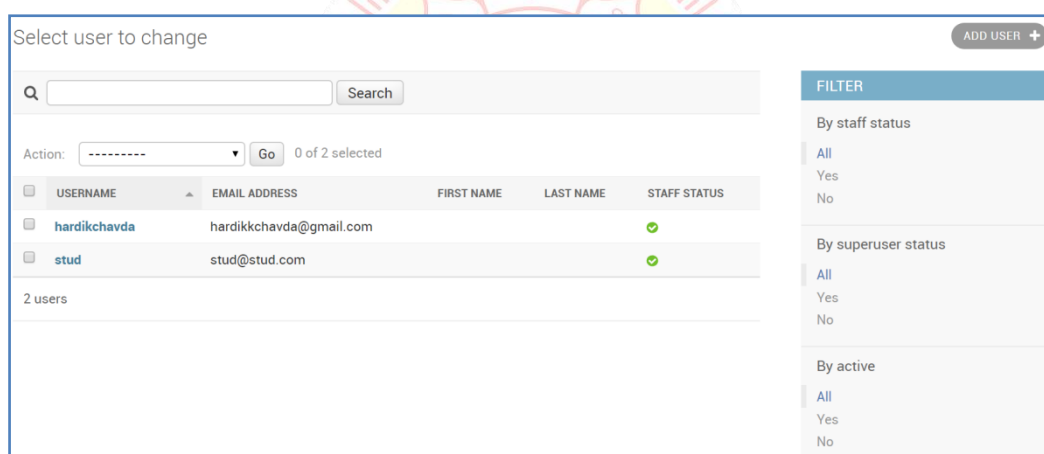 Select user to change
ADD USER +
Search
Action: --------- Go 0 of 2 selected
USERNAME EMAIL ADDRESS FIRST NAME LAST NAME STAFF STATUS
hardikchavda hardikkchavda@gmail.com
stud stud@stud.com
2 users
FILTER
By staff status
All
Yes
No
By superuser status
All
Yes
No
By active
All
Yes
No